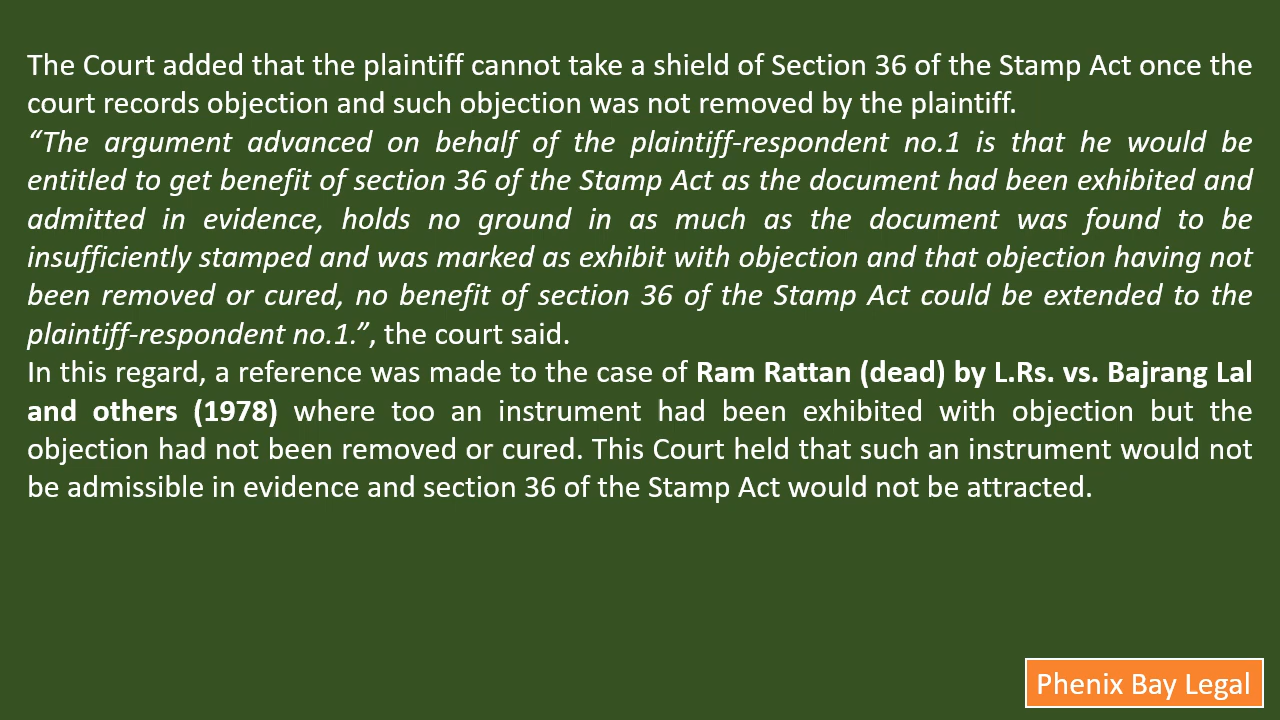 The Court added that the plaintiff cannot take a shield of Section 36 of the Stamp Act once the
court records objection and such objection was not removed by the plaintiff.
“The argument advanced on behalf of the plaintiff-respondent no.1 is that he would be
entitled to get benefit of section 36 of the Stamp Act as the document had been exhibited and
admitted in evidence, holds no ground in as much as the document was found to be
insufficiently stamped and was marked as exhibit with objection and that objection having not
been removed or cured, no benefit of section 36 of the Stamp Act could be extended to the
plaintiff-respondent no.1.”, the court said.
In this regard, a reference was made to the case of Ram Rattan (dead) by L.Rs. vs. Bajrang Lal
and others (1978) where too an instrument had been exhibited with objection but the
objection had not been removed or cured. This Court held that such an instrument would not
be admissible in evidence and section 36 of the Stamp Act would not be attracted.
Phenix Bay Legal